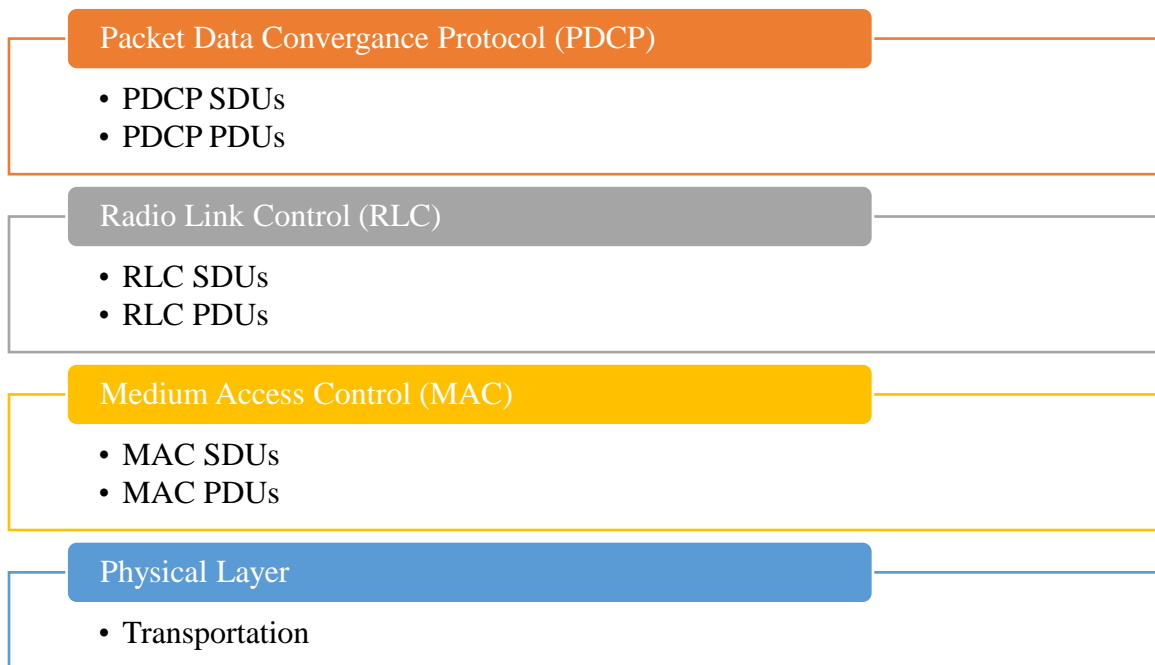 Packet Data Convergance Protocol (PDCP)
• PDCP SDUs
• PDCP PDUs
Radio Link Control (RLC)
• RLC SDUs
• RLC PDUs
Medium Access Control (MAC)
• MAC SDUs
• MAC PDUs
Physical Layer
• Transportation